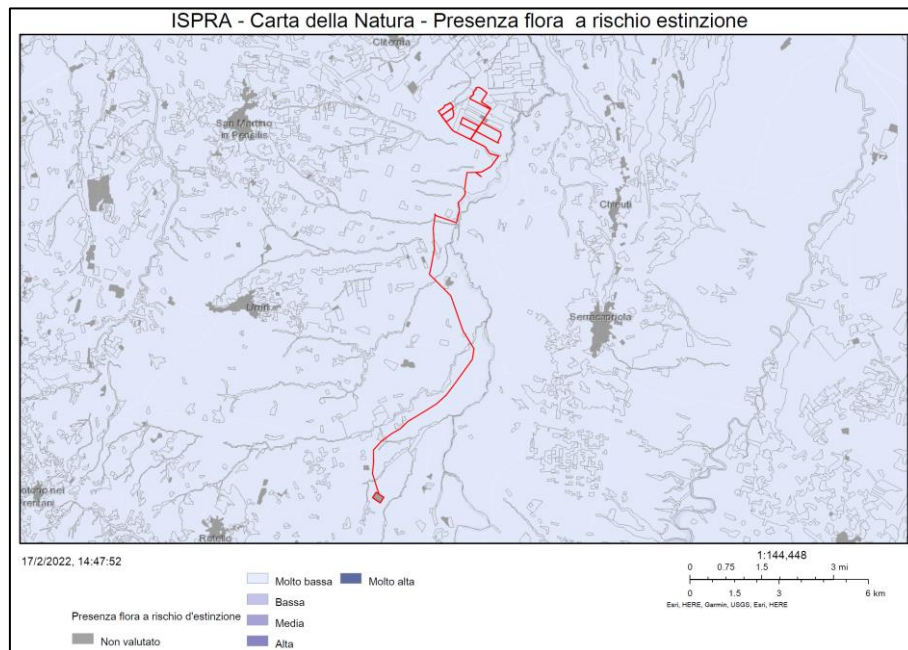 ISPRA - Carta della Natura - Presenza flora a rischio estinzione
San Martino
in Pensilis
Chieuti
Ururi
Serracapriola
Rotello
17/2/2022, 14:47:52
1:144,448
0 0.75 1.5 3 mi
0 1.5 3 6 km
Esri, HERE, Garmin, USGS, Esri, HERE
Presenza flora a rischio d'estinzione
Non valutato
Molto bassa
Bassa
Media
Alta
Molto alta